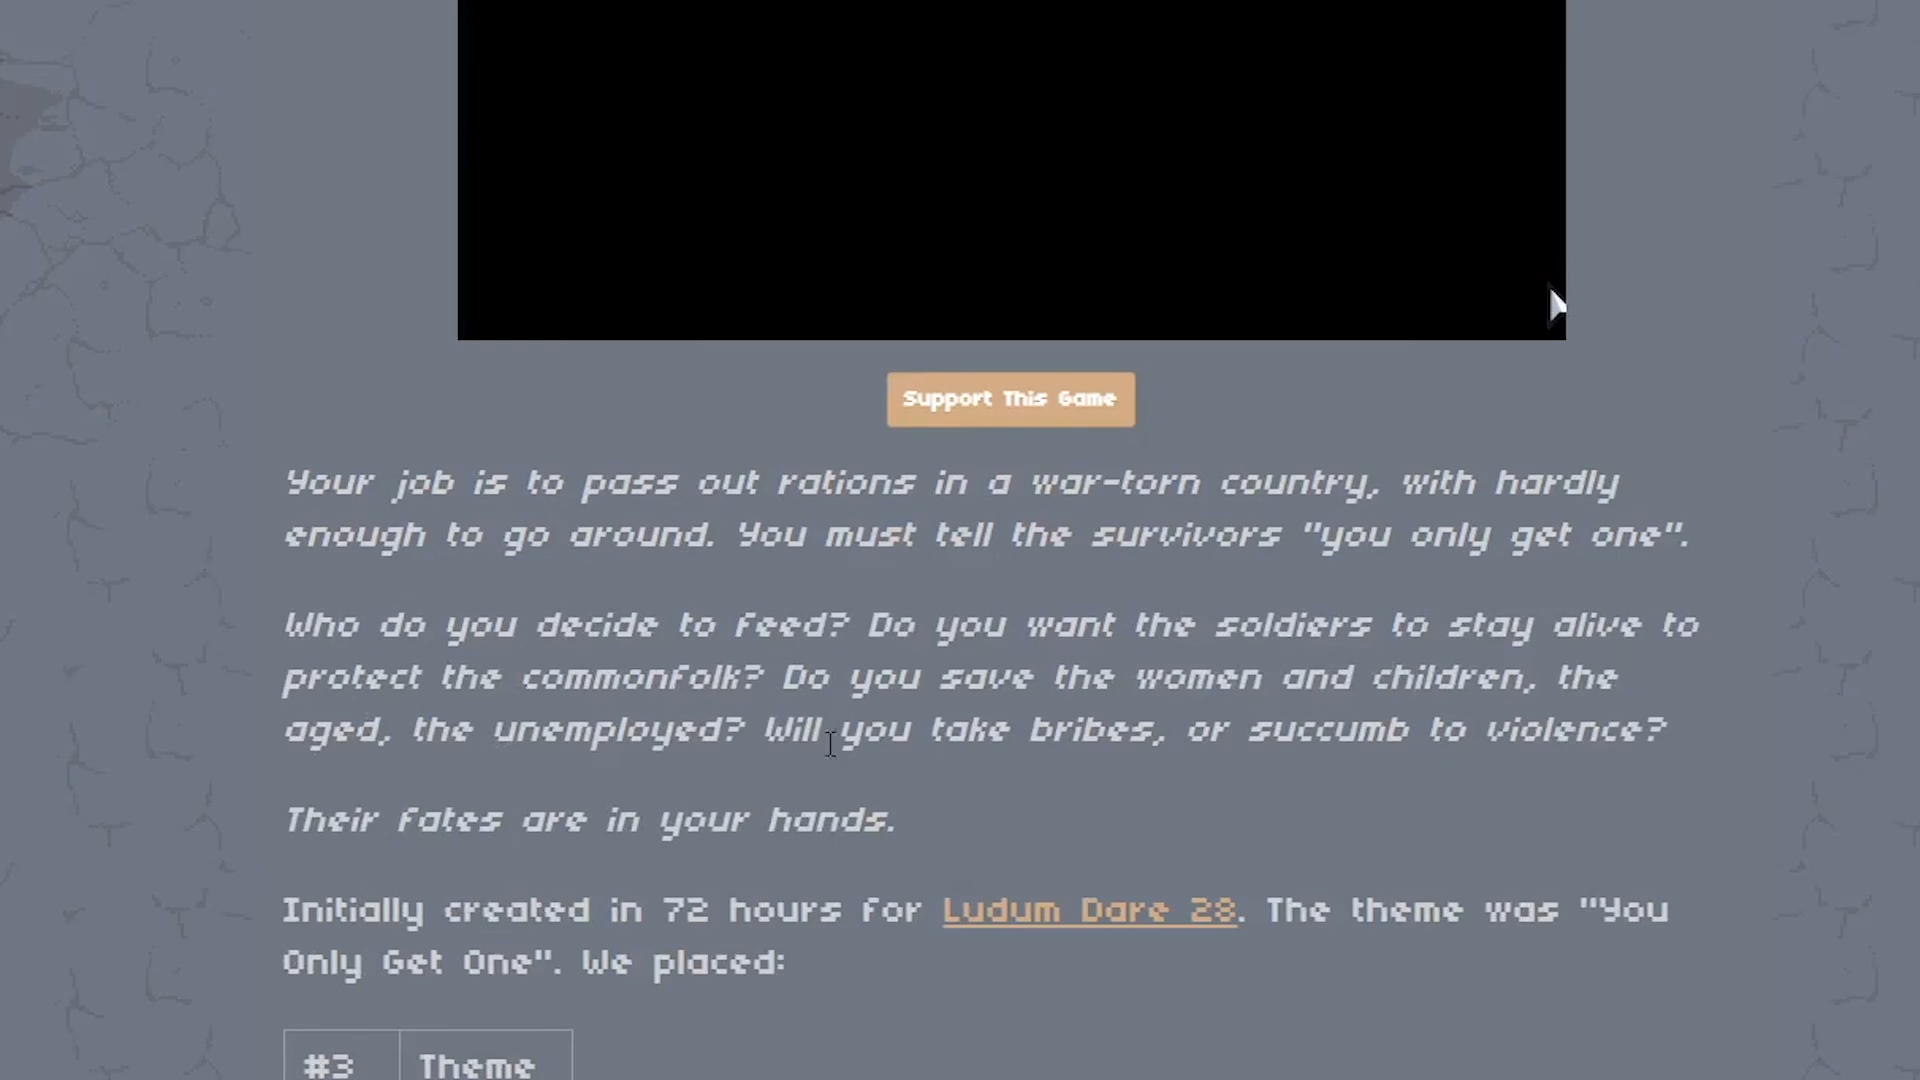 Support This Game
Your job is to pass out rations in a war-torn country, with hardly
enough to go around. You must tell the survivors "you only get one".
Who do you decide to feed? Do you want the soldiers to stay alive to
protect the commonfolk? Do you save the women and children, the
aged, the unemployed? Will you take bribes, or succumb to violence?
Their fates are in your hands.
Initially created in 72 hours for Ludum Dare 28. The theme was "You
Only Get One". We placed:
#3 Theme